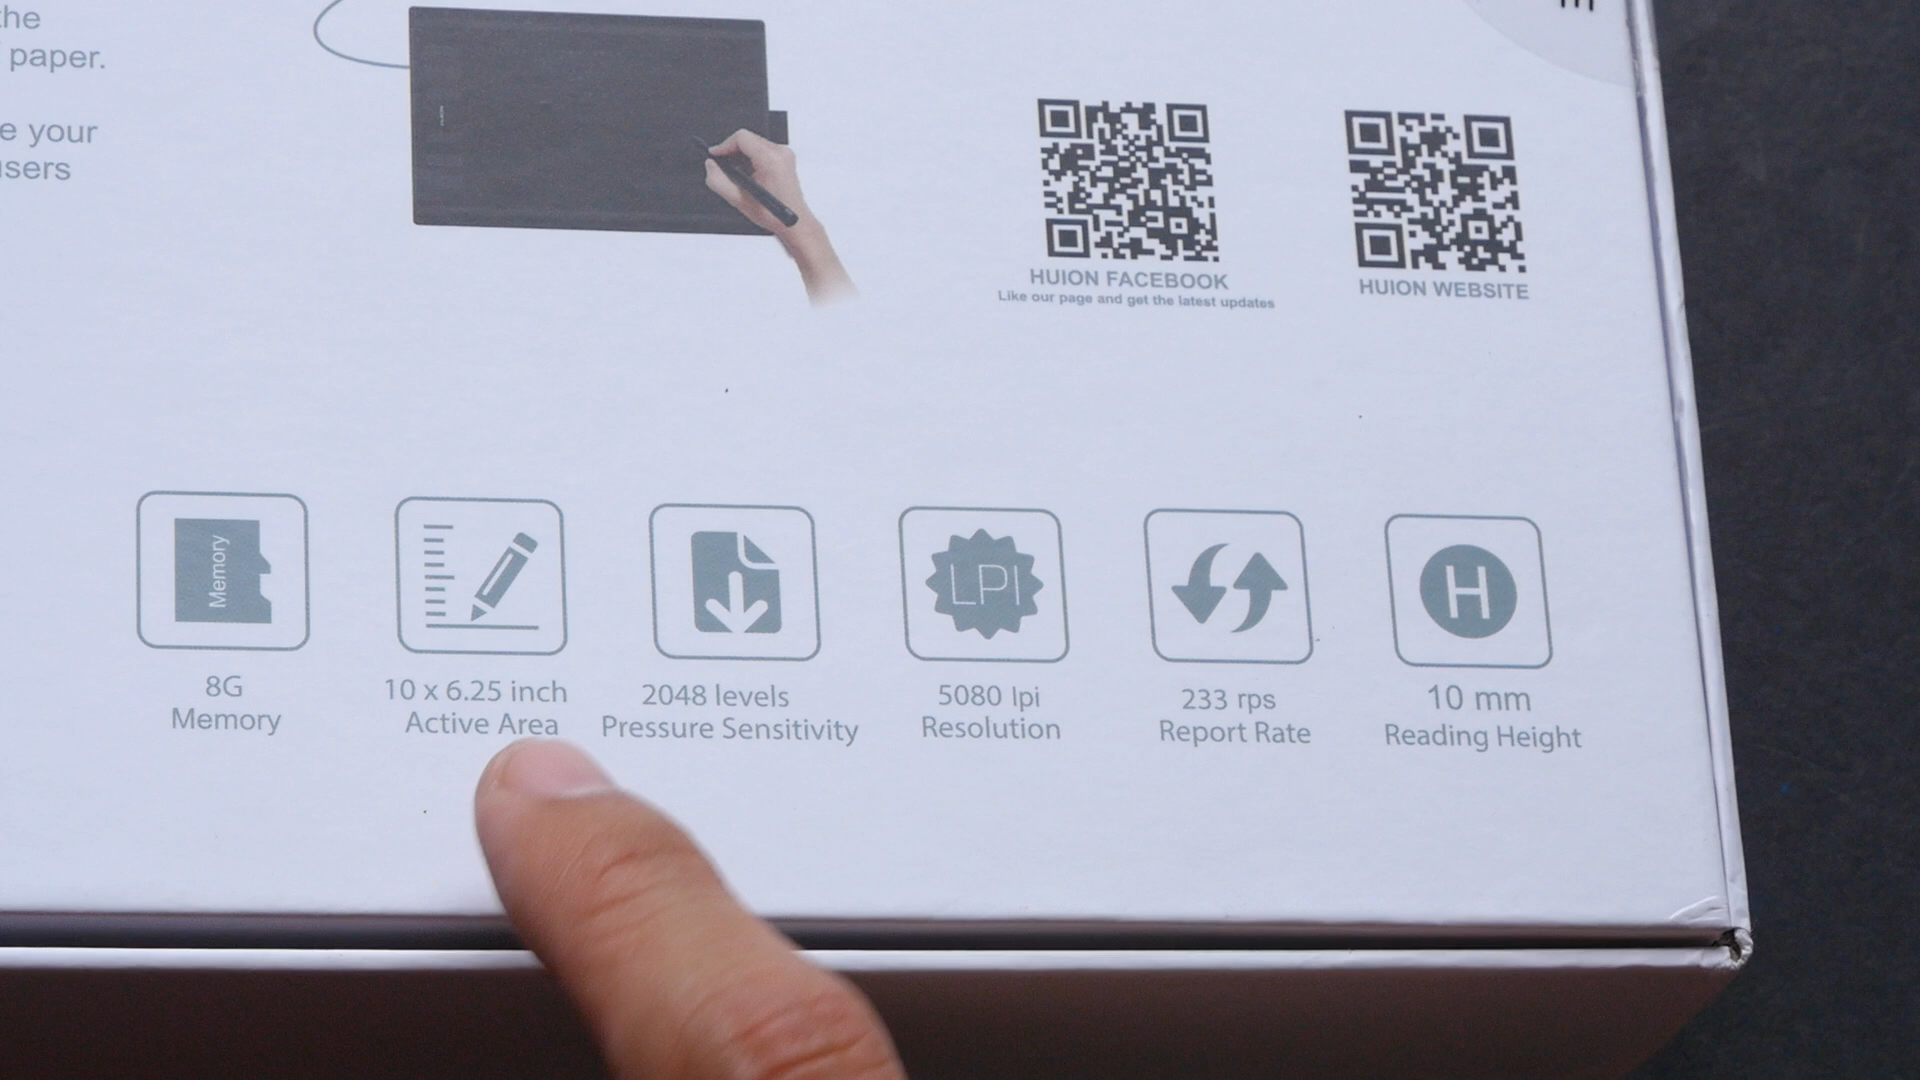 the
paper.
e your
users
HUION FACEBOOK
Like our page and get the latest updates
HUION WEBSITE
Memory
LPI
H
8G
Memory
10 x 6.25 inch
Active Area
2048 levels
Pressure Sensitivity
5080 lpi
Resolution
233 rps
Report Rate
10 mm
Reading Height